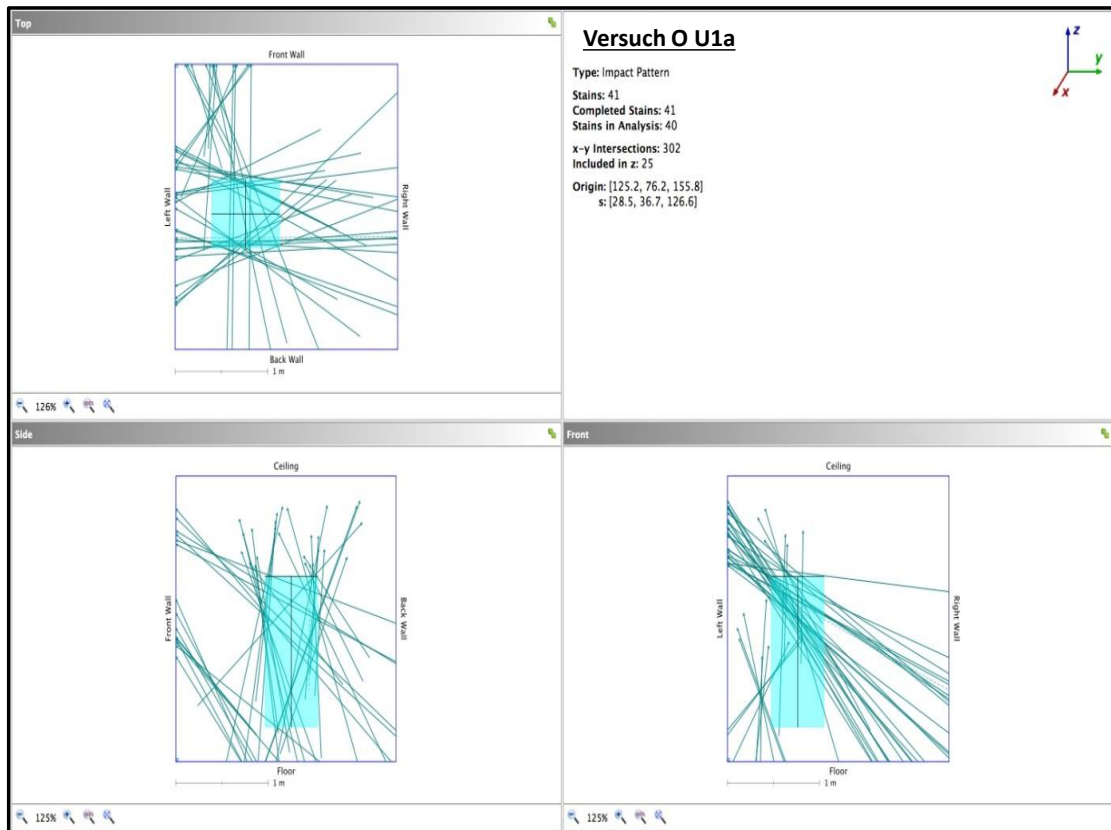 Top
Front Wall
Left Wall
Right Wall
Back Wall
1 m
126%
Versuch O U1a
Type: Impact Pattern
Stains: 41
Completed Stains: 41
Stains in Analysis: 40
x-y Intersections: 302
Included in z: 25
Origin: [125.2, 76.2, 155.8]
s: [28.5, 36.7, 126.6]
z
y
x
Side
Ceiling
Front Wall
Back Wall
Floor
1 m
125%
Front
Ceiling
Left Wall
Right Wall
Floor
1 m
125%